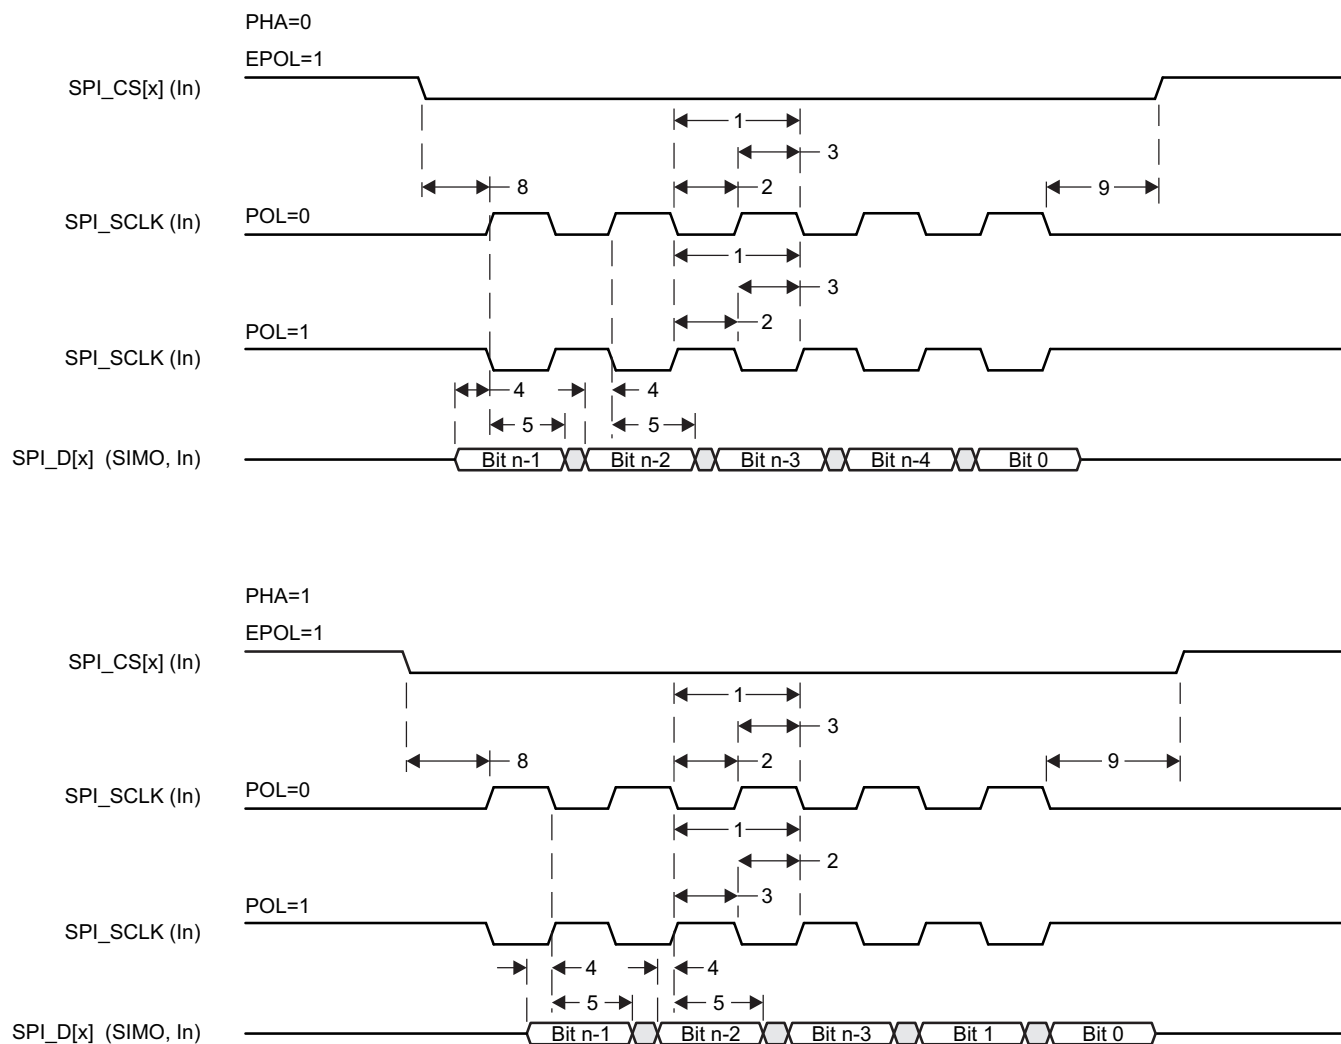 PHA=0
EPOL=1
SPI_CS[x] (In)
1
3
8 2 9
POL=0
SPI_SCLK (In)
1
3
2
POL=1
SPI_SCLK (In)
4 4
5 5
SPI_D[x] (SIMO, In) Bit n-1 Bit n-2 Bit n-3 Bit n-4 Bit 0
PHA=1
EPOL=1
SPI_CS[x] (In)
1
3
8 2 9
POL=0
SPI_SCLK (In)
1
2
3
POL=1
SPI_SCLK (In)
4 4
5 5
SPI_D[x] (SIMO, In) Bit n-1 Bit n-2 Bit n-3 Bit 1 Bit 0